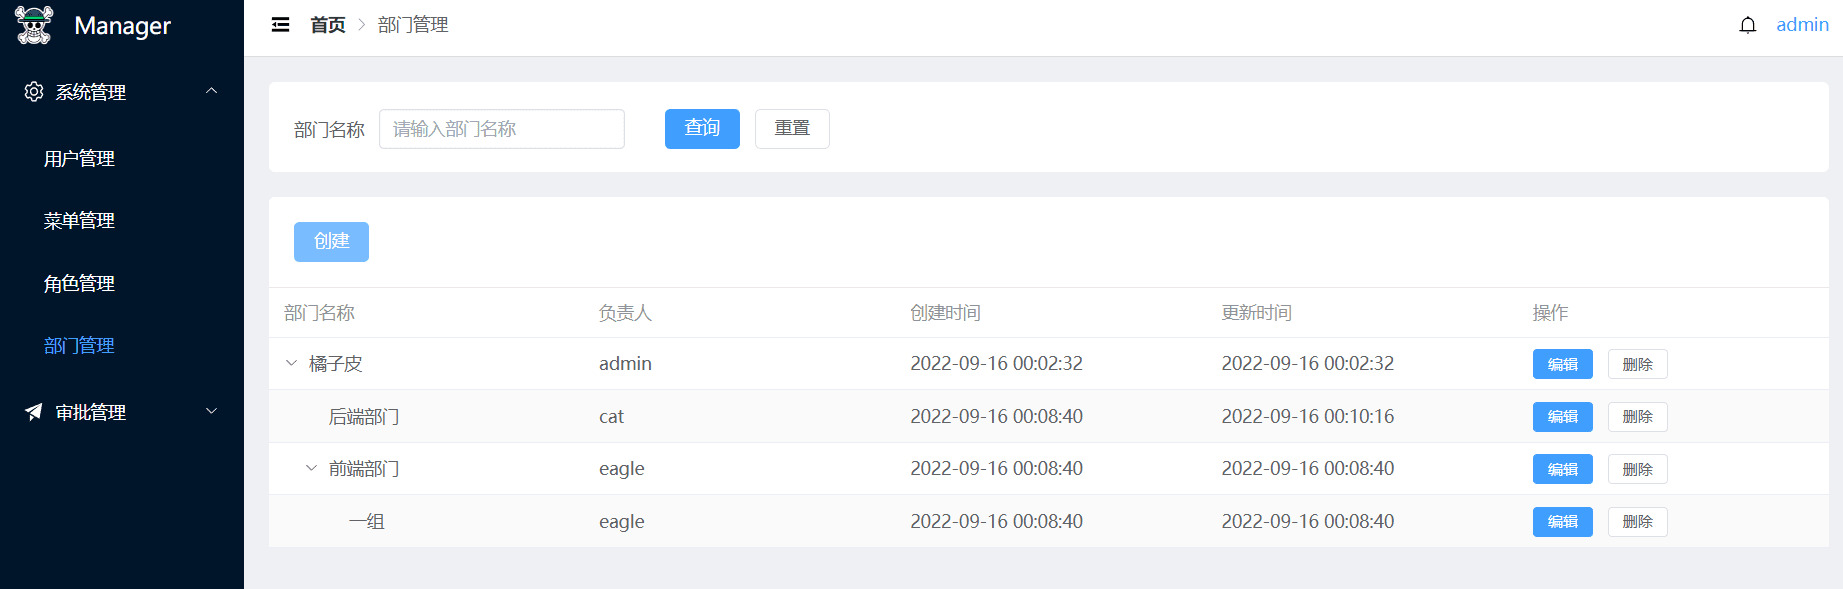 Manager
首页 部门管理
admin
系统管理
用户管理
菜单管理
角色管理
部门管理
审批管理
部门名称 请输入部门名称 查询 重置
创建
部门名称 负责人 创建时间 更新时间 操作
橘子皮 admin 2022-09-16 00:02:32 2022-09-16 00:02:32 编辑 删除
后端部门 cat 2022-09-16 00:08:40 2022-09-16 00:10:16 编辑 删除
前端部门 eagle 2022-09-16 00:08:40 2022-09-16 00:08:40 编辑 删除
一组 eagle 2022-09-16 00:08:40 2022-09-16 00:08:40 编辑 删除